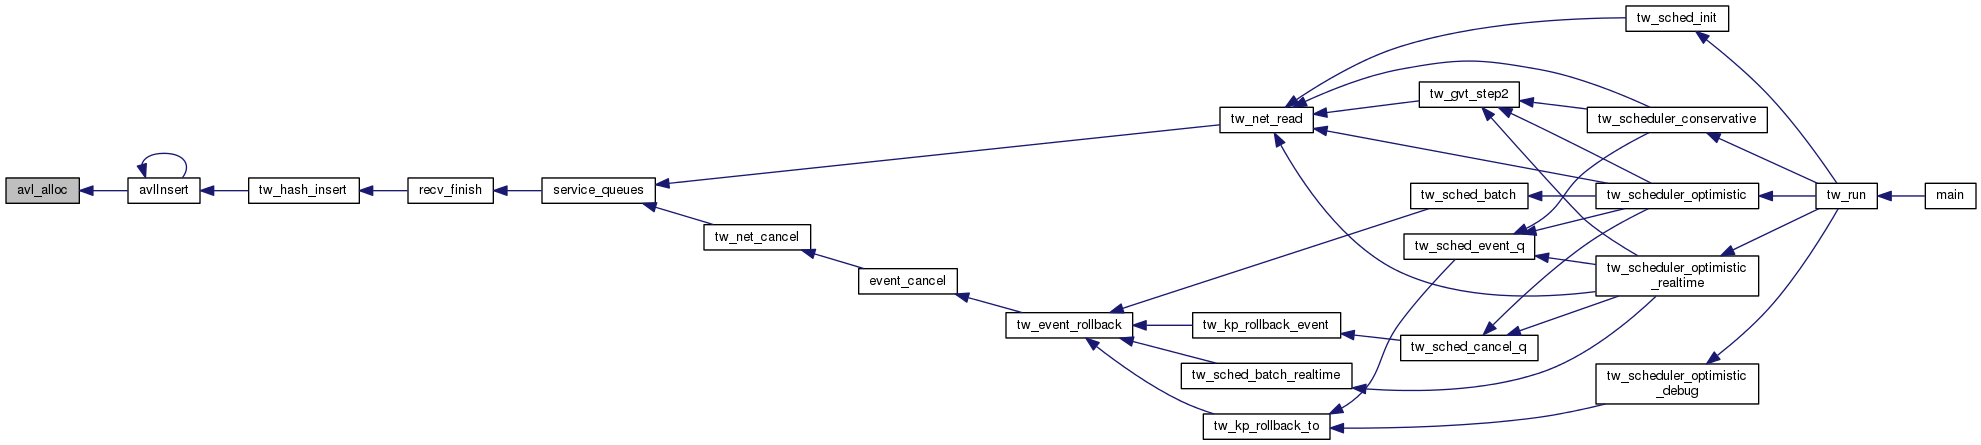 avl_alloc
avlInsert
tw_hash_insert
recv_finish
service_queues
tw_net_read
tw_net_cancel
event_cancel
tw_event_rollback
tw_kp_rollback_event
tw_sched_batch_realtime
tw_kp_rollback_to
tw_sched_init
tw_gvt_step2
tw_scheduler_conservative
tw_sched_batch
tw_scheduler_optimistic
tw_sched_event_q
tw_scheduler_optimistic
_realtime
tw_sched_cancel_q
tw_scheduler_optimistic
_debug
tw_run
main